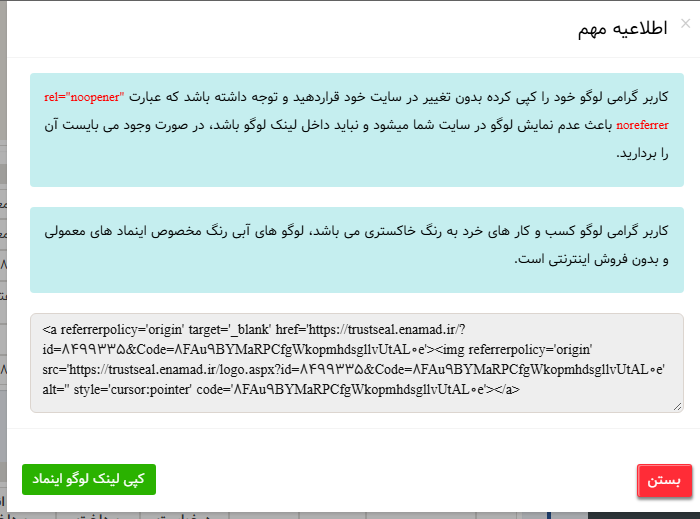 اطلاعیه مهم
×
کاربر گرامی لوگو خود را کپی کرده بدون تغییر در سایت خود قراردهید و توجه داشته باشد که عبارت rel="noopener"
noreferrer باعث عدم نمایش لوگو در سایت شما میشود و نباید داخل لینک لوگو باشد، در صورت وجود می بایست آن
را بردارید.
کاربر گرامی لوگو کسب و کار های خرد به رنگ خاکستری می باشد، لوگو های آبی رنگ مخصوص اینماد های معمولی
و بدون فروش اینترنتی است.
<a referrerpolicy='origin' target='_blank' href='https://trustseal.enamad.ir/?
id=۸۴۹۹۳۳۵&Code=۸FAu۹BYMaRPCfgWkopmhdsgllvUtAL۰e'><img referrerpolicy='origin'
src='https://trustseal.enamad.ir/logo.aspx?id=۸۴۹۹۳۳۵&Code=۸FAu۹BYMaRPCfgWkopmhdsgllvUtAL۰e'
alt='' style='cursor:pointer' code='۸FAu۹BYMaRPCfgWkopmhdsgllvUtAL۰e'></a>
بستن
کپی لینک لوگو اینماد